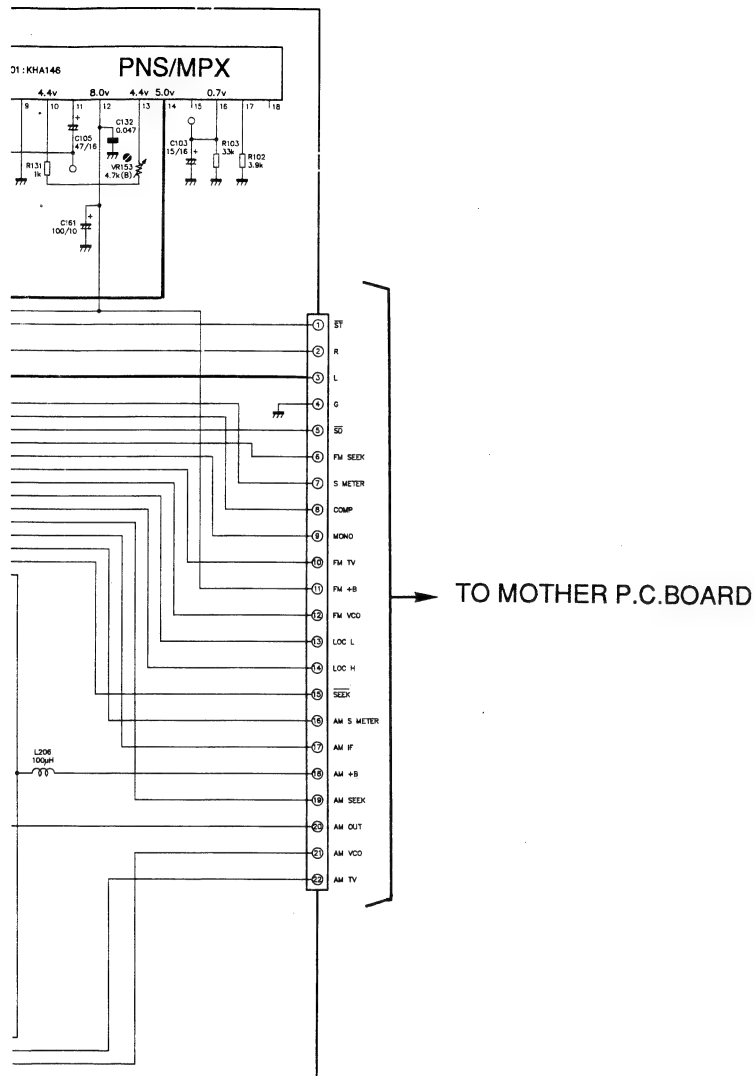 01 : KHA146
PNS/MPX
4.4v 8.0v 4.4v 5.0v 0.7v
9 10 11 12 13 14 15 16 17 18
+
C105
47/16
C132
0.047
R131
1k
VR153
4.7k(B)
C103
15/16
+
R103
33k
R102
3.9k
C161
100/10
+
1 ST
2 R
3 L
4 G
5 SD
6 FM SEEK
7 S METER
8 COMP
9 MONO
10 FM TV
11 FM +B
12 FM VCO
13 LOC L
14 LOC H
15 SEEK
16 AM S METER
17 AM IF
18 AM +B
19 AM SEEK
20 AM OUT
21 AM VCO
22 AM TV
L206
100µH
TO MOTHER P.C.BOARD